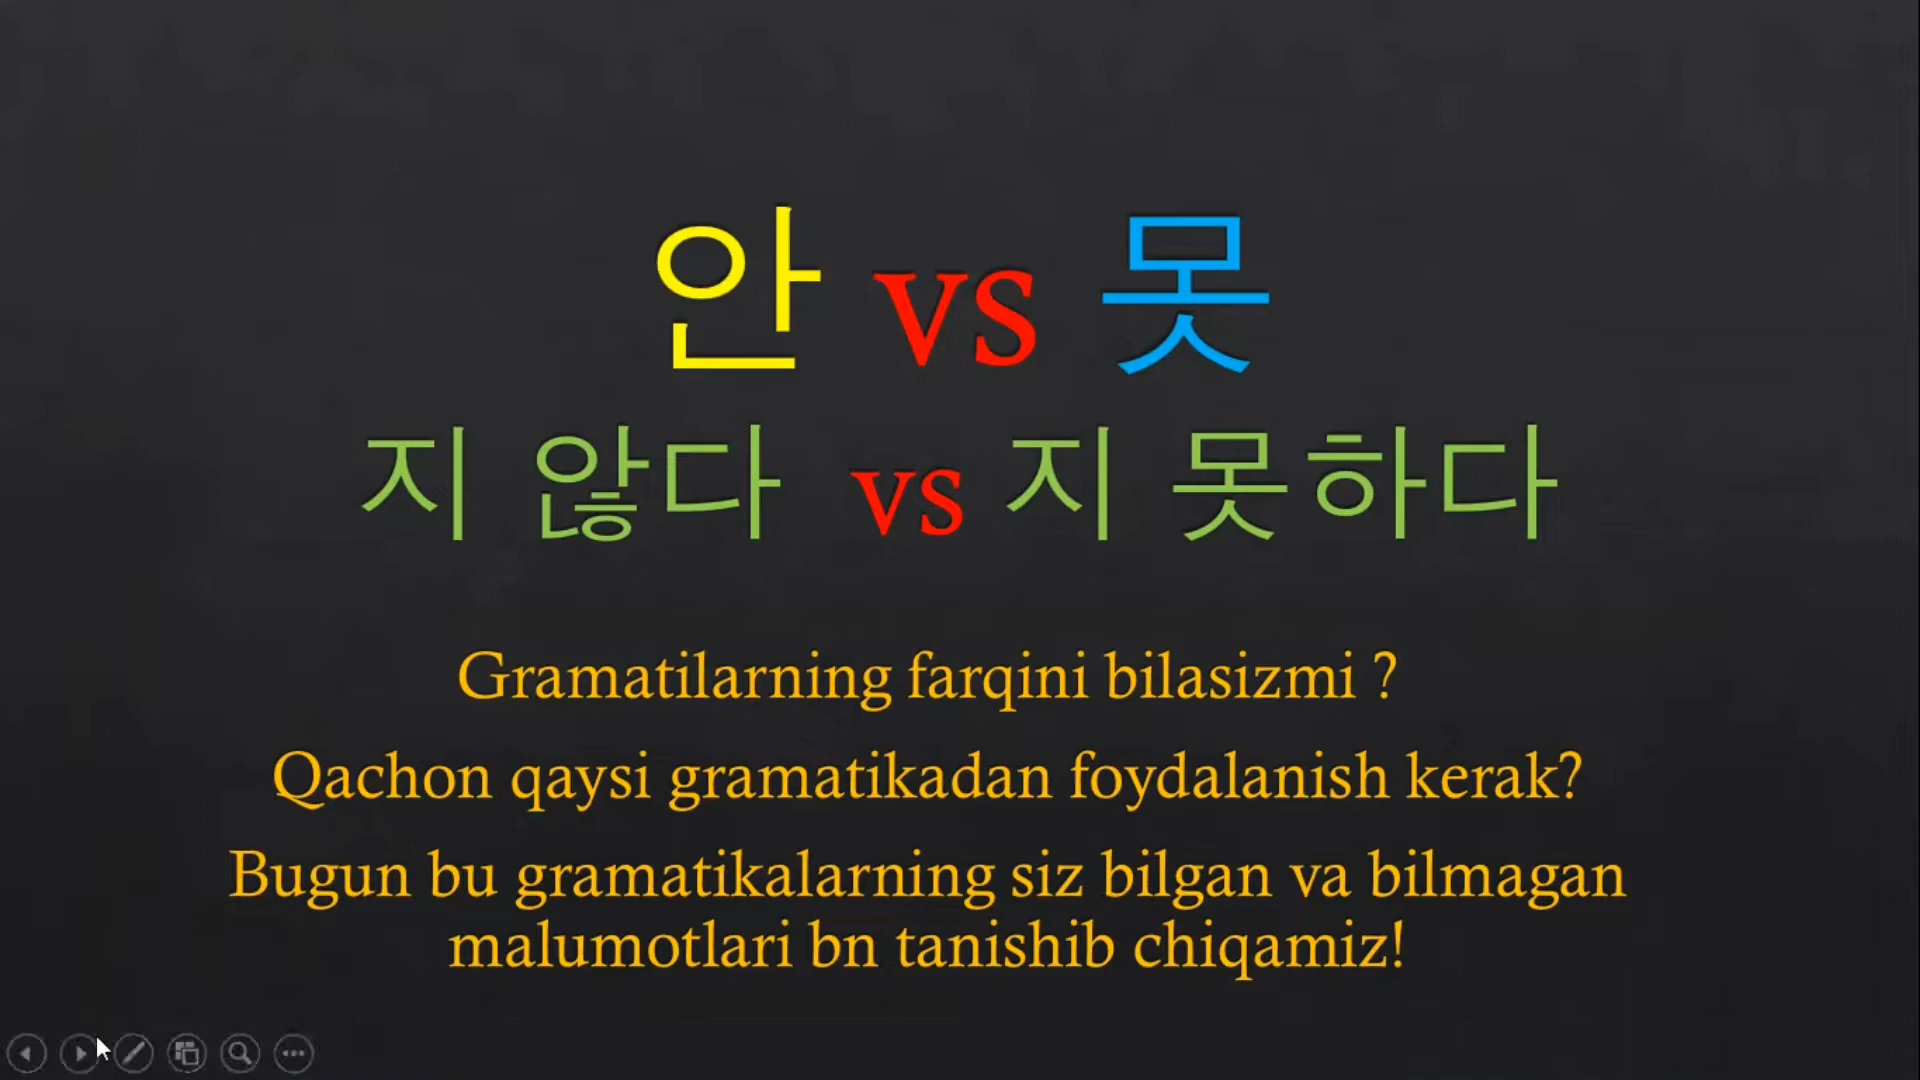 안 vs 못
지 않다 vs 지 못하다
Gramatilarning farqini bilasizmi ?
Qachon qaysi gramatikadan foydalanish kerak?
Bugun bu gramatikalarning siz bilgan va bilmagan
malumotlari bn tanishib chiqamiz!